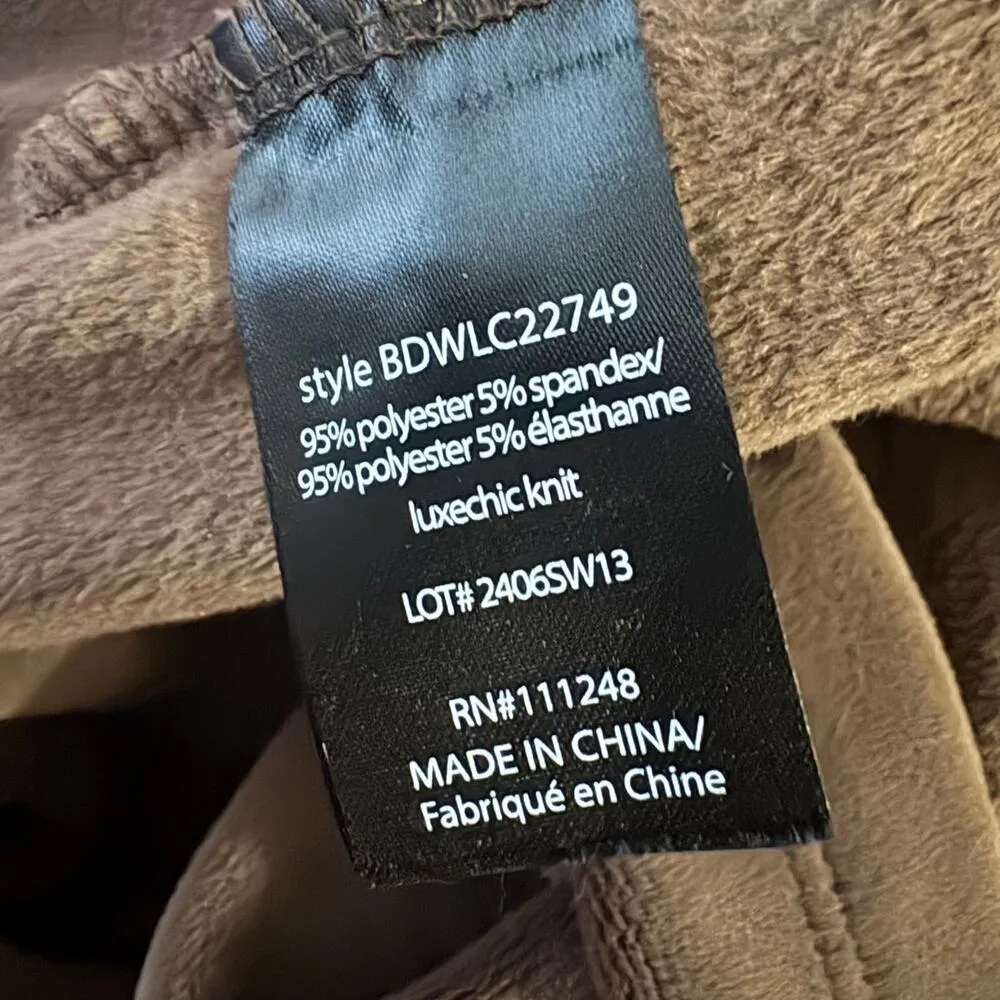 style BDWLC22749
95% polyester 5% spandex/
95% polyester 5% élasthanne
luxechic knit
LOT# 2406SW13
RN#111248
MADE IN CHINA/
Fabriqué en Chine